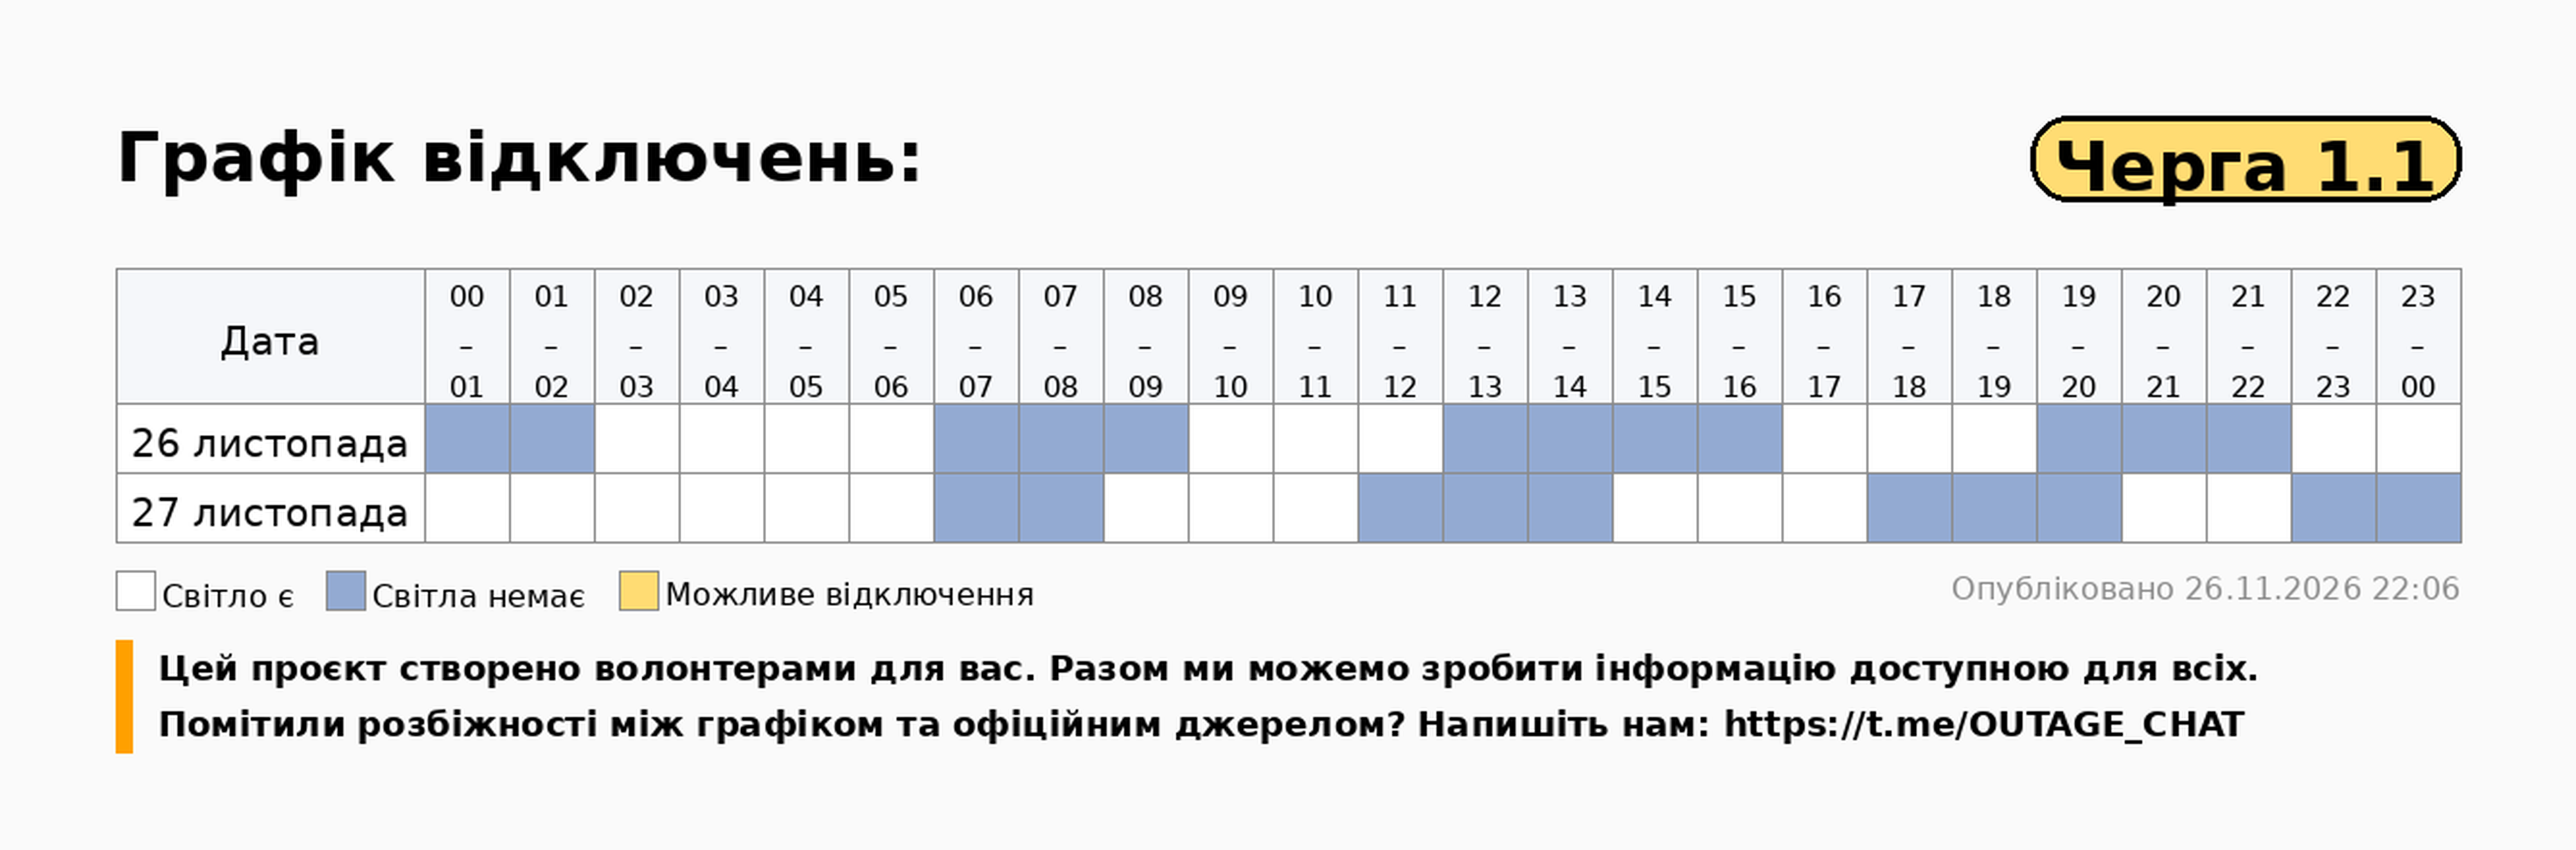 Графік відключень:
Черга 1.1
Дата 00 – 01 01 – 02 02 – 03 03 – 04 04 – 05 05 – 06 06 – 07 07 – 08 08 – 09 09 – 10 10 – 11 11 – 12 12 – 13 13 – 14 14 – 15 15 – 16 16 – 17 17 – 18 18 – 19 19 – 20 20 – 21 21 – 22 22 – 23 23 – 00
26 листопада
27 листопада
Світло є Світла немає Можливе відключення
Опубліковано 26.11.2026 22:06
Цей проєкт створено волонтерами для вас. Разом ми можемо зробити інформацію доступною для всіх.
Помітили розбіжності між графіком та офіційним джерелом? Напишіть нам: https://t.me/OUTAGE_CHAT